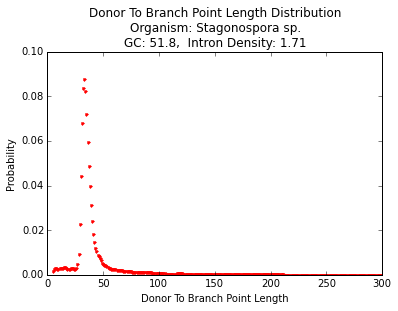 Donor To Branch Point Length Distribution
Organism: Stagonospora sp.
GC: 51.8,  Intron Density: 1.71
0.10
0.08
0.06
0.04
0.02
0.00
Probability
0 50 100 150 200 250 300
Donor To Branch Point Length